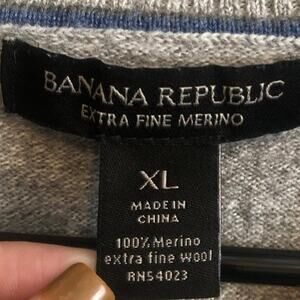 BANANA REPUBLIC
EXTRA FINE MERINO
XL
MADE IN
CHINA
100% Merino
extra fine wool
RN54023